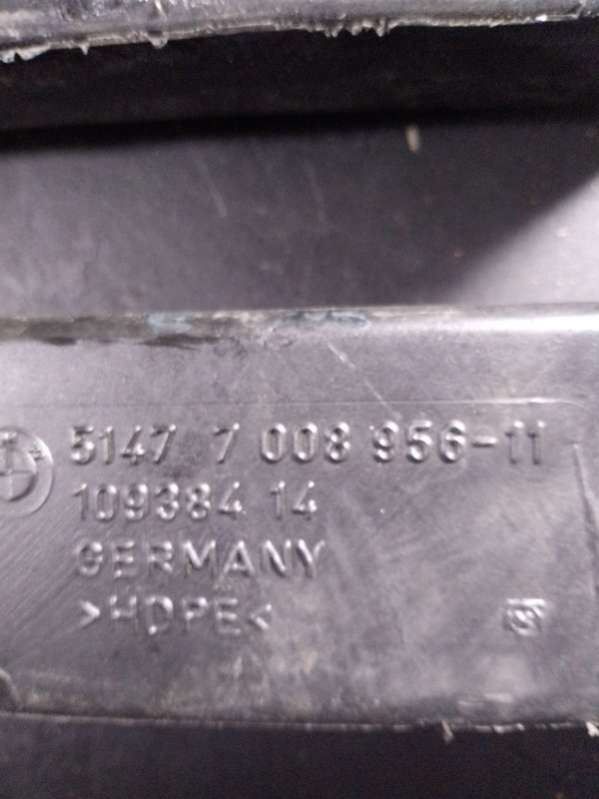 5147 7 008 956-11
109384 14
GERMANY
>HDPE<